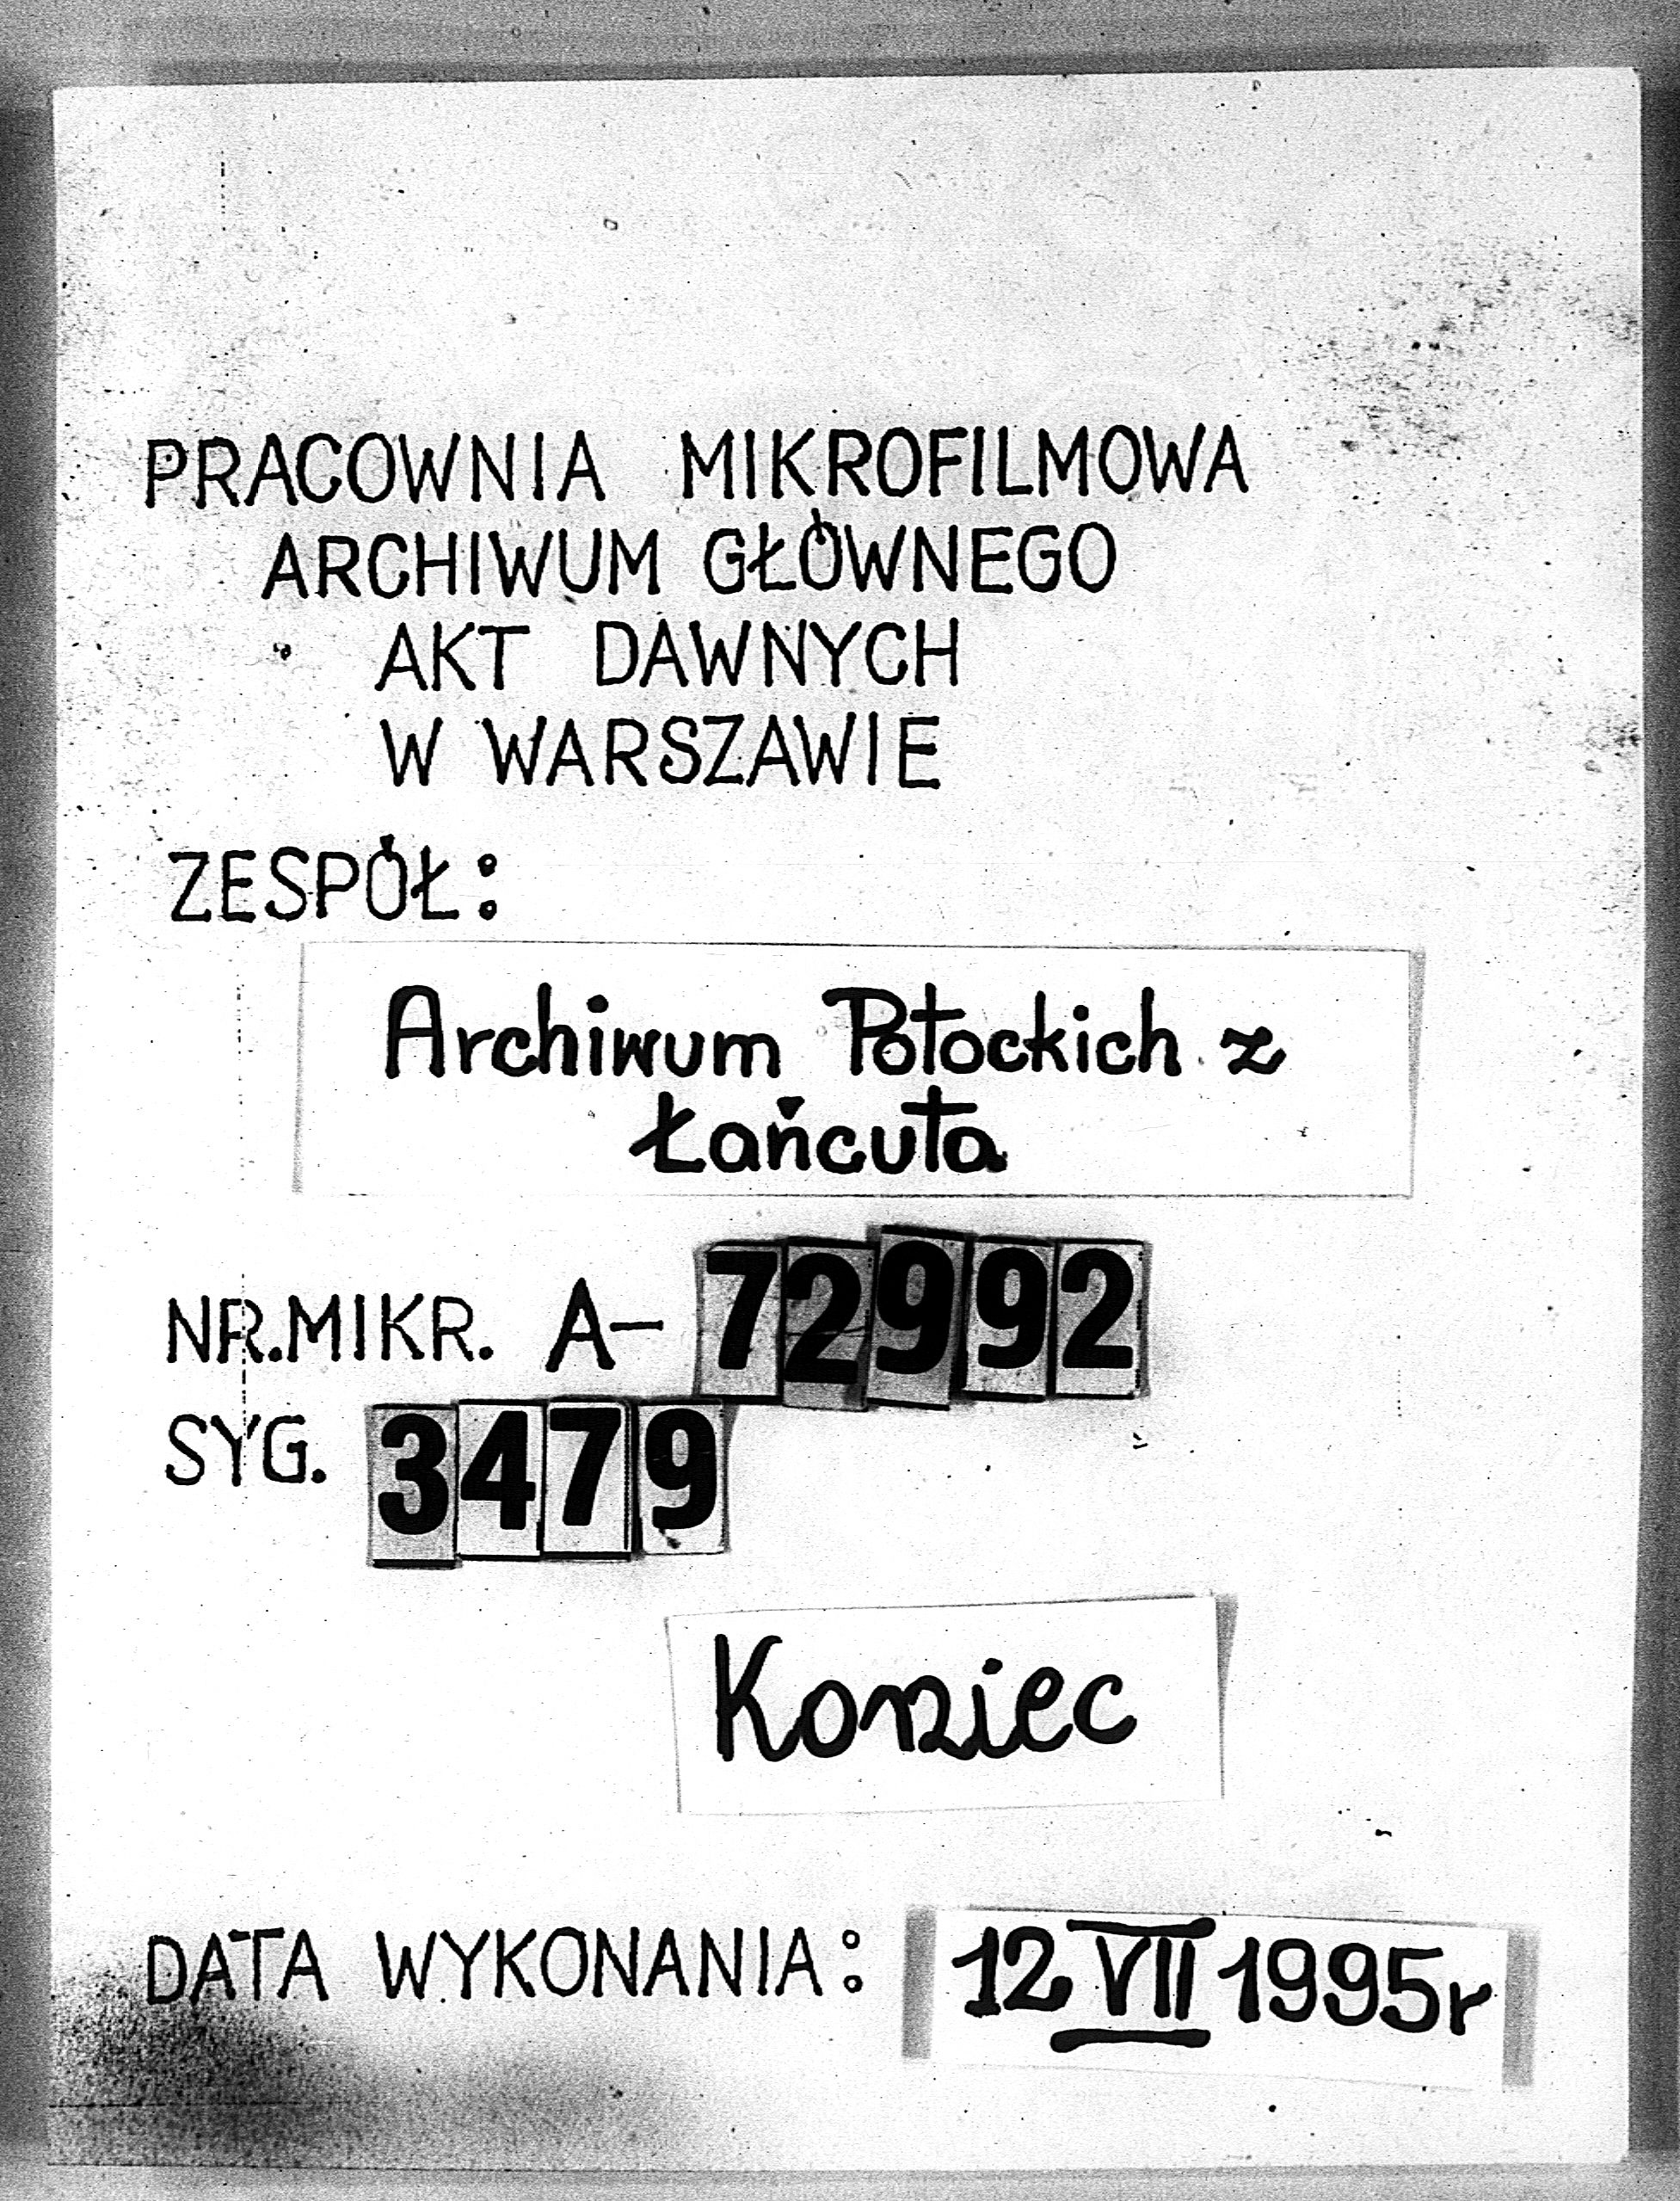 PRACOWNIA MIKROFILMOWA
ARCHIWUM GŁÓWNEGO
AKT DAWNYCH
W WARSZAWIE
ZESPÓŁ:
Archiwum Potockich z
Łańcuta
NR.MIKR. A- 72992
SYG. 3479
Koniec
DATA WYKONANIA: 12 VII 1995r